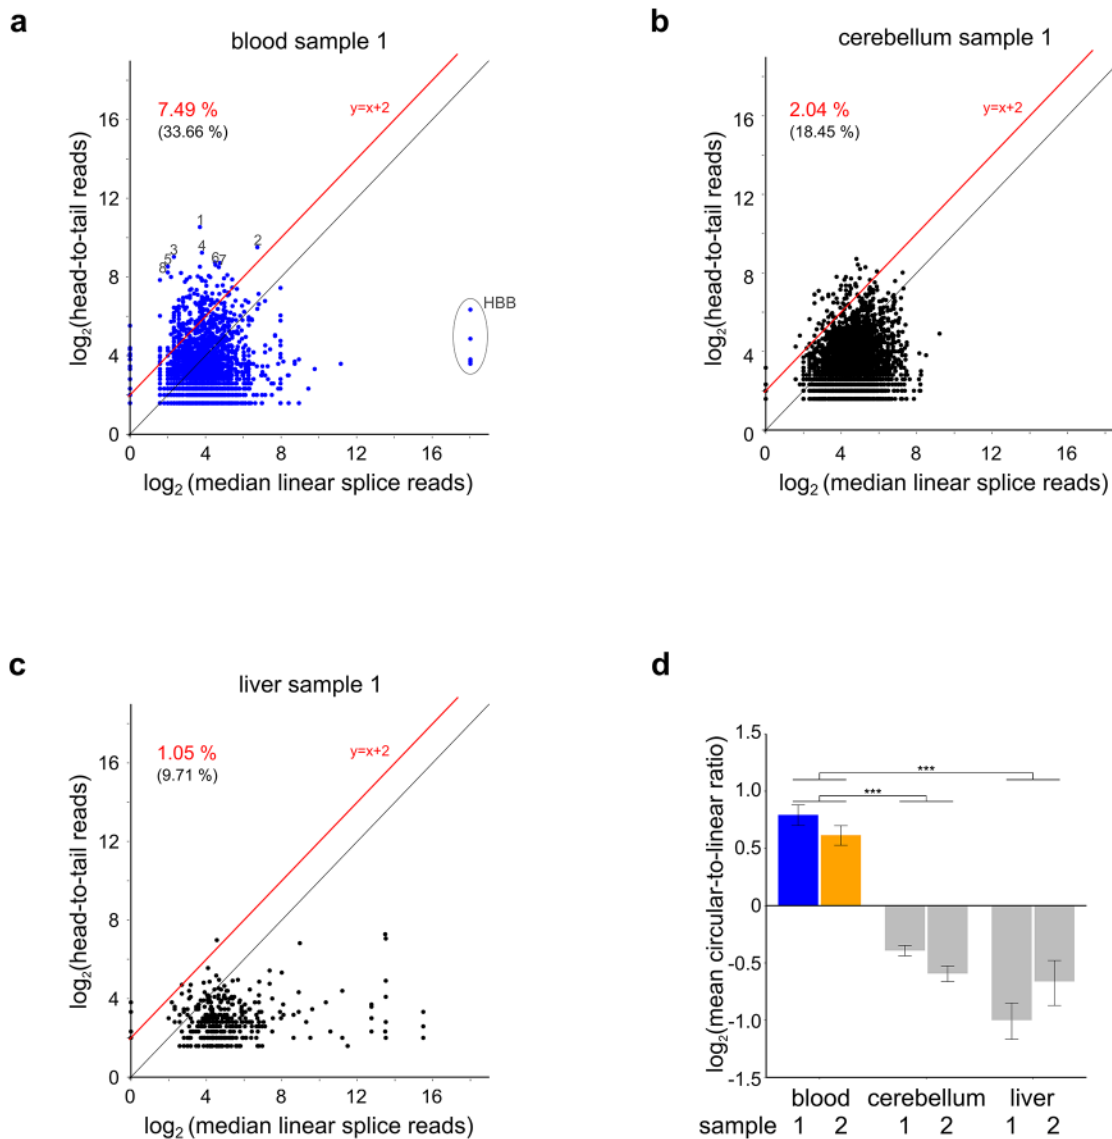 a
blood sample 1
7.49 %
(33.66 %)
y=x+2
log2(head-to-tail reads)
16
12
8
4
0
1
2
3
4
5
6
7
8
HBB
0 4 8 12 16
log2 (median linear splice reads)
b
cerebellum sample 1
2.04 %
(18.45 %)
y=x+2
log2(head-to-tail reads)
16
12
8
4
0
0 4 8 12 16
log2 (median linear splice reads)
c
liver sample 1
1.05 %
(9.71 %)
y=x+2
log2(head-to-tail reads)
16
12
8
4
0
0 4 8 12 16
log2 (median linear splice reads)
d
log2(mean circular-to-linear ratio)
1.5
1.0
0.5
0
-0.5
-1.0
-1.5
***
***
blood cerebellum liver
sample 1 2 1 2 1 2